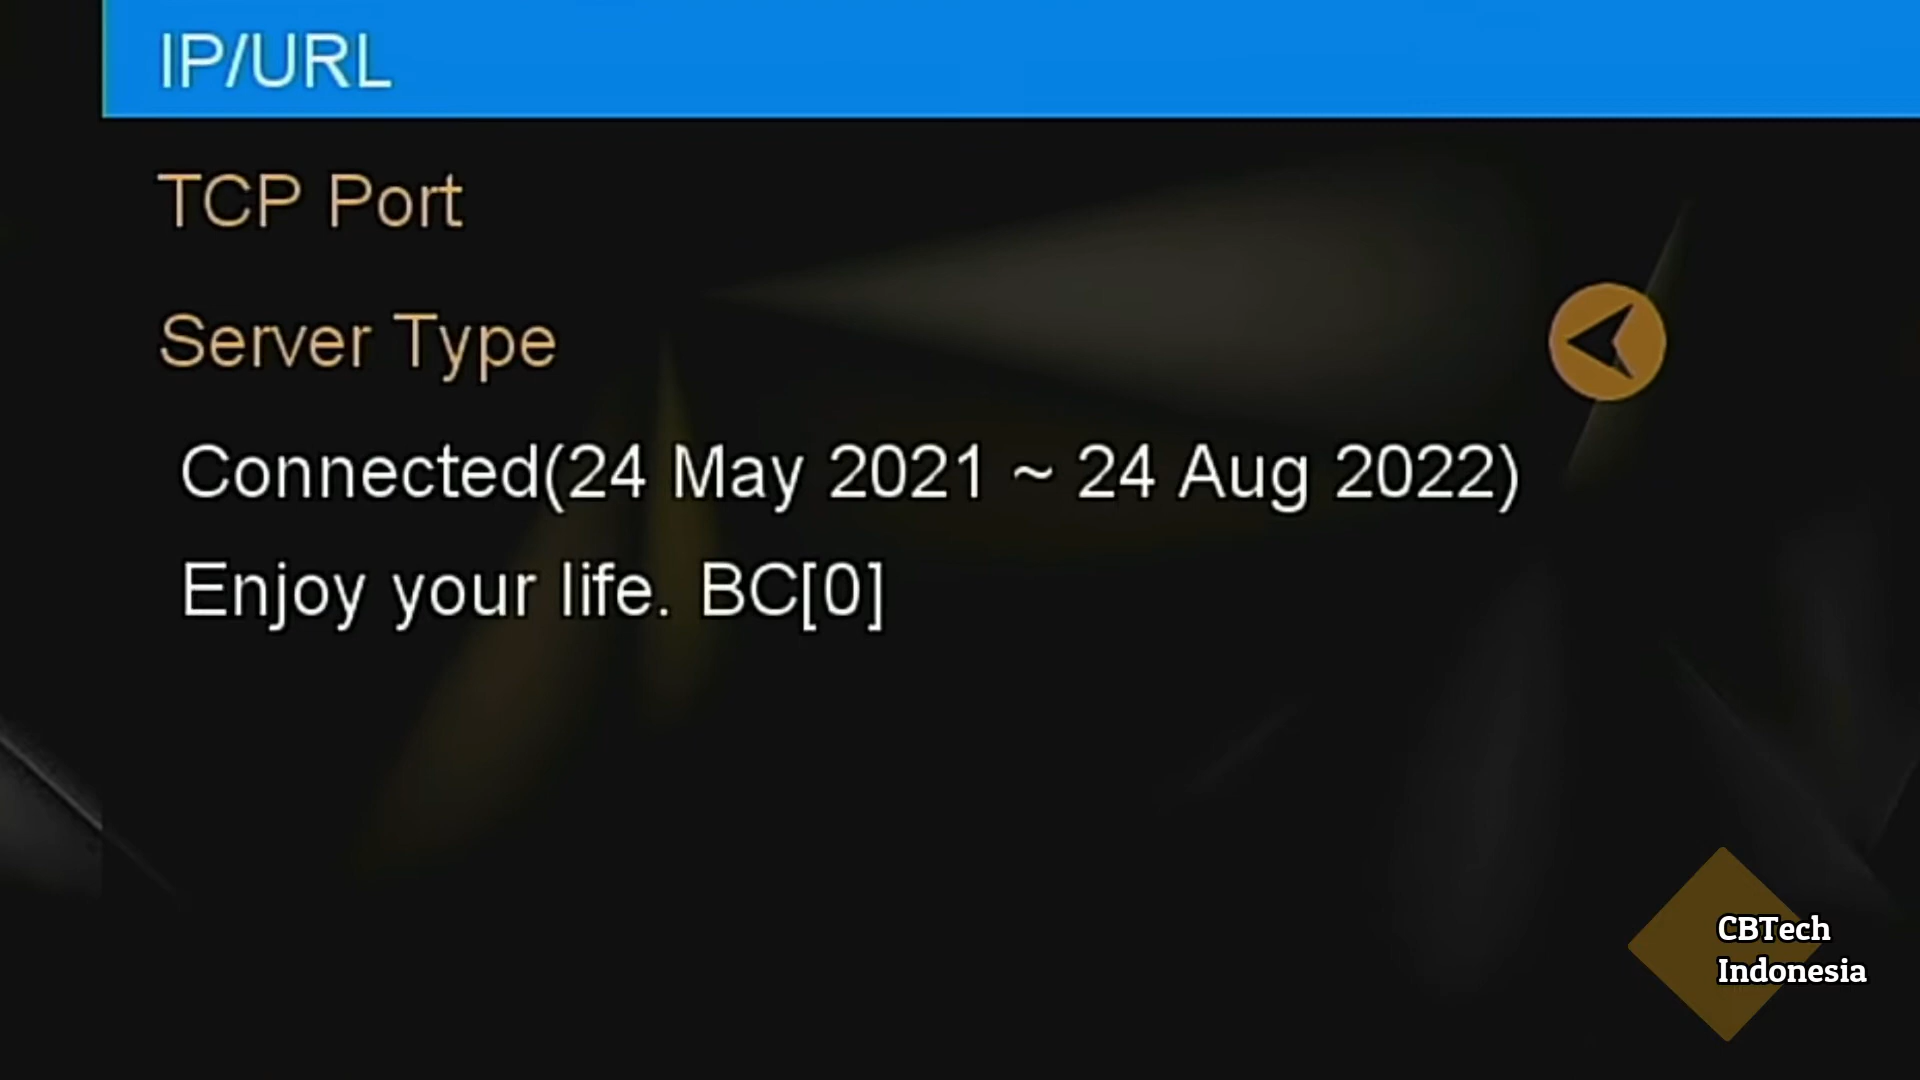 IP/URL
TCP Port
Server Type
Connected(24 May 2021 ~ 24 Aug 2022)
Enjoy your life. BC[0]
CBTech
Indonesia